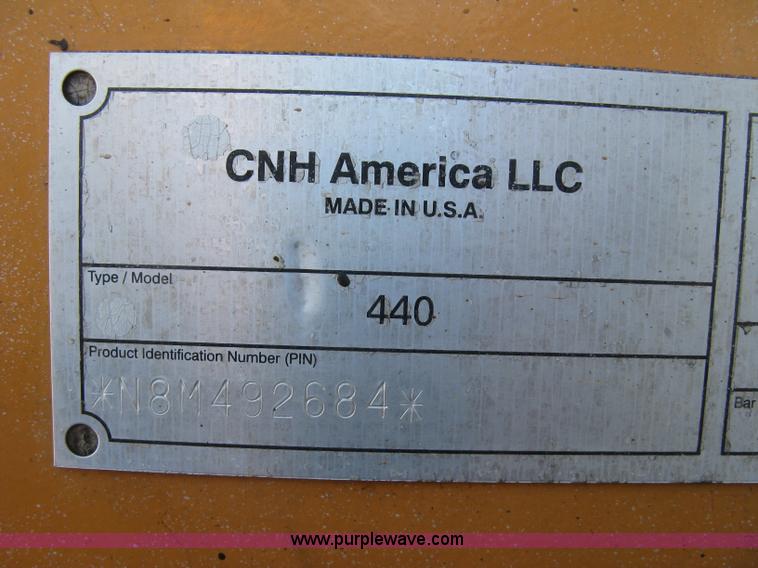 CNH America LLC
MADE IN U.S.A.
Type / Model
440
Product Identification Number (PIN)
*N8M492684*
Bar
www.purplewave.com